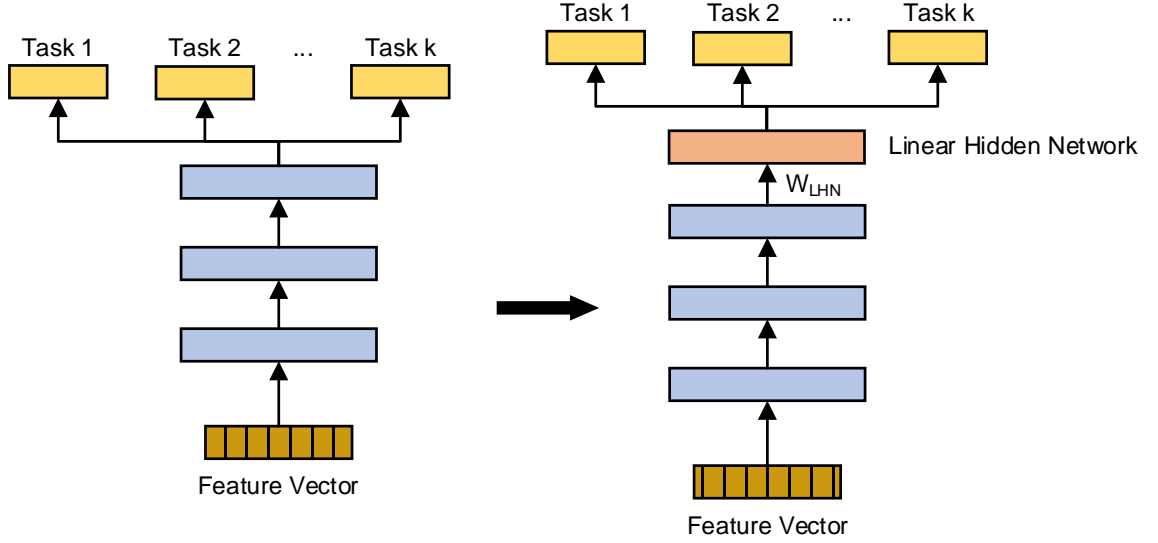 Task 1
Task 2
...
Task k
Feature Vector
Task 1
Task 2
...
Task k
Linear Hidden Network
WLHN
Feature Vector